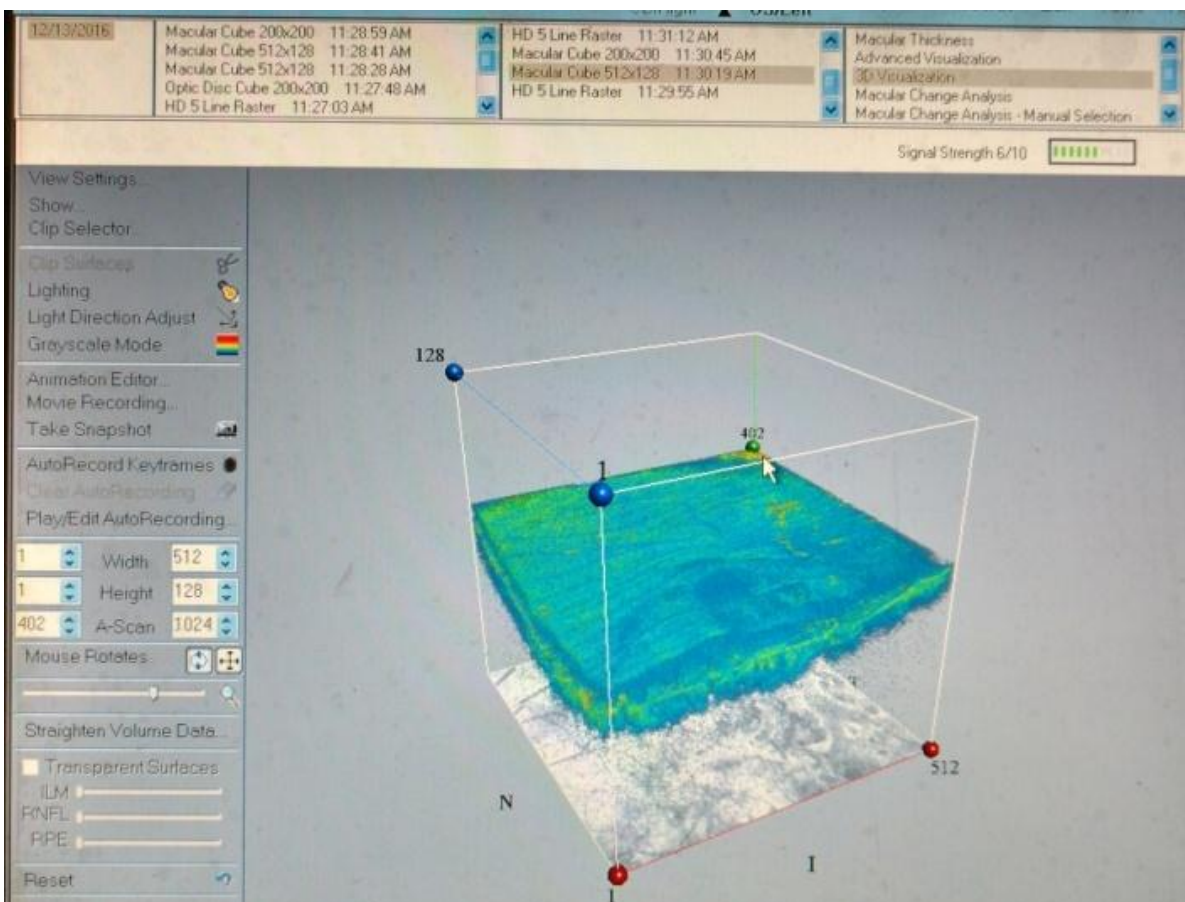 OS/Left
12/13/2016
Macular Cube 200x200 11:28:59 AM
Macular Cube 512x128 11:28:41 AM
Macular Cube 512x128 11:28:28 AM
Optic Disc Cube 200x200 11:27:48 AM
HD 5 Line Raster 11:27:03 AM
HD 5 Line Raster 11:31:12 AM
Macular Cube 200x200 11:30:45 AM
Macular Cube 512x128 11:30:19 AM
HD 5 Line Raster 11:29:55 AM
Macular Thickness
Advanced Visualization
3D Visualization
Macular Change Analysis
Macular Change Analysis - Manual Selection
Signal Strength 6/10
View Settings...
Show...
Clip Selector...
Clip Surfaces
Lighting
Light Direction Adjust
Grayscale Mode
Animation Editor...
Movie Recording...
Take Snapshot
AutoRecord Keyframes
Clear AutoRecording
Play/Edit AutoRecording...
1 Width 512
1 Height 128
402 A-Scan 1024
Mouse Rotates
Straighten Volume Data...
Transparent Surfaces
ILM
RNFL
RPE
Reset
128
402
1
512
N
I
1